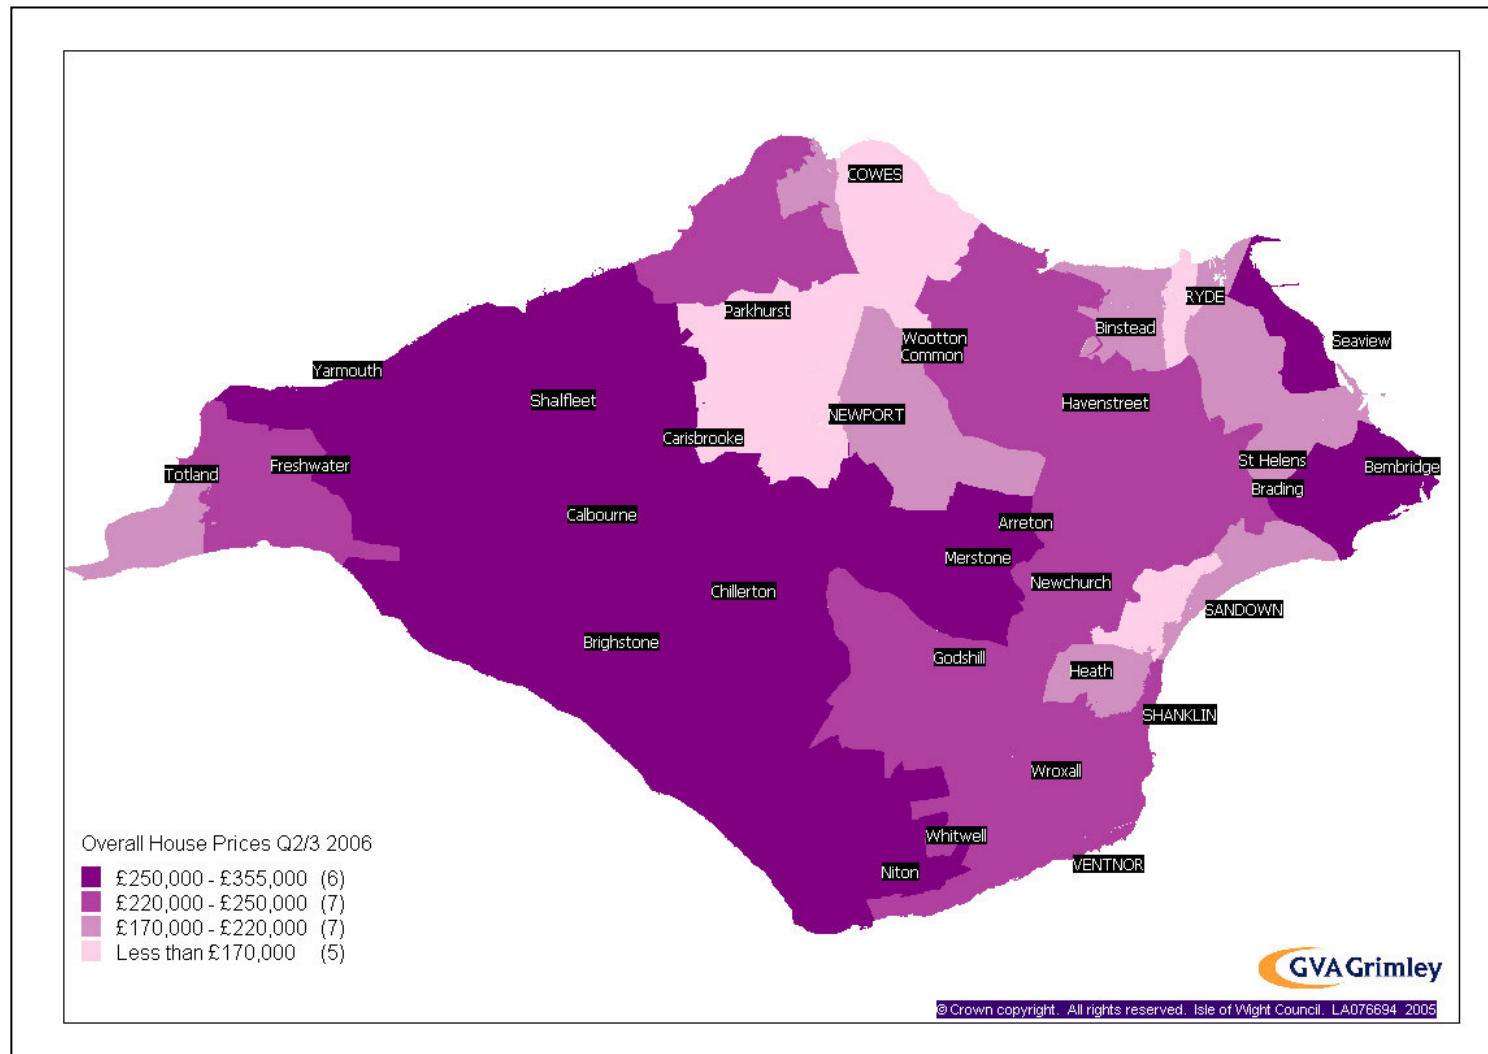 COWES
Parkhurst
RYDE
Binstead
Wootton
Common
Seaview
Yarmouth
Shalfleet
Havenstreet
NEWPORT
Carisbrooke
Freshwater
Totland
St Helens
Bembridge
Brading
Calbourne
Arreton
Merstone
Newchurch
Chillerton
SANDOWN
Brighstone
Godshill
Heath
SHANKLIN
Wroxall
Whitwell
VENTNOR
Niton
Overall House Prices Q2/3 2006
£250,000 - £355,000 (6)
£220,000 - £250,000 (7)
£170,000 - £220,000 (7)
Less than £170,000 (5)
GVA Grimley
© Crown copyright. All rights reserved. Isle of Wight Council. LA076694 2005